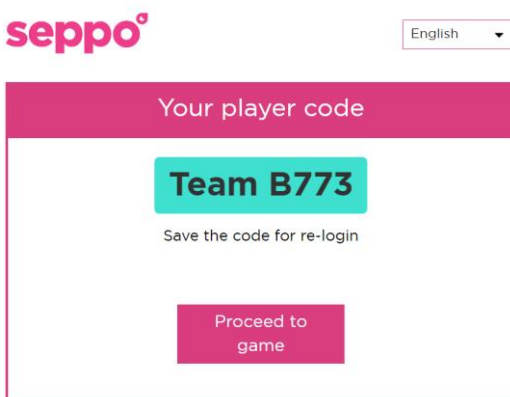 seppo
English
Your player code
Team B773
Save the code for re-login
Proceed to
game